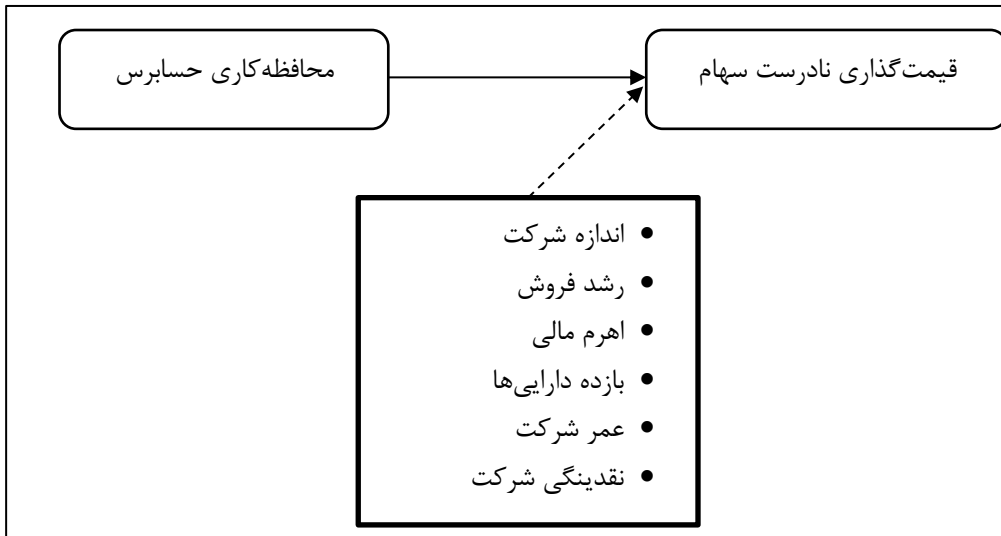 قیمت‌گذاری نادرست سهام
محافظه‌کاری حسابرس
• اندازه شرکت
• رشد فروش
• اهرم مالی
• بازده دارایی‌ها
• عمر شرکت
• نقدینگی شرکت